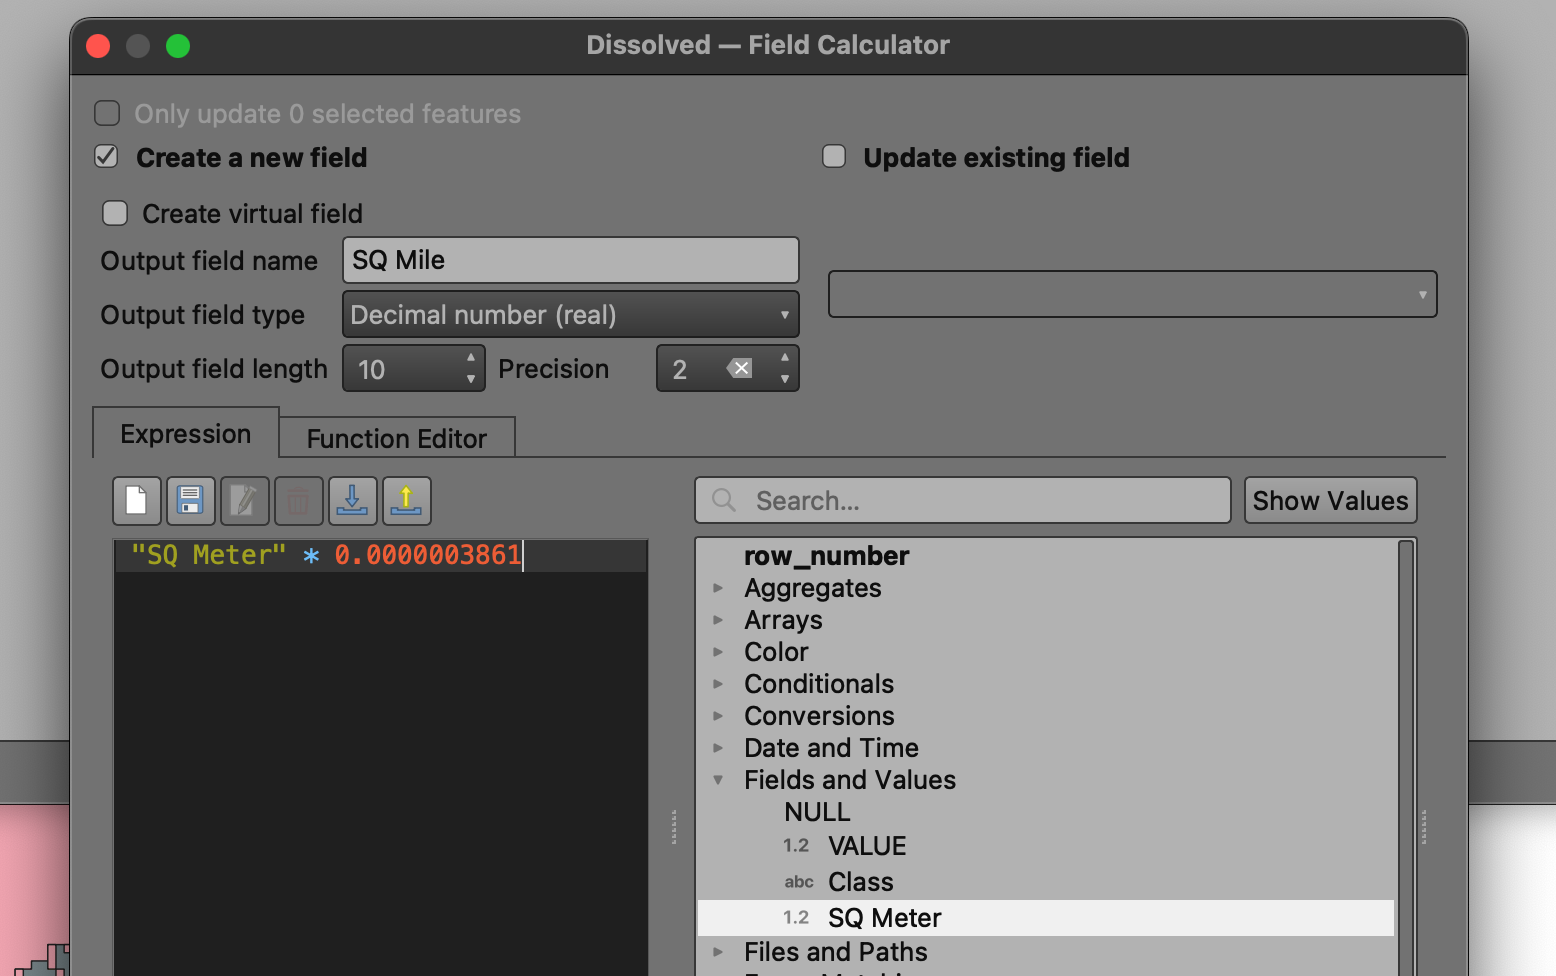 Dissolved — Field Calculator
Only update 0 selected features
Create a new field
Update existing field
Create virtual field
Output field name
SQ Mile
Output field type
Decimal number (real)
Output field length
10
Precision
2
Expression
Function Editor
Search...
Show Values
"SQ Meter" * 0.0000003861
row_number
Aggregates
Arrays
Color
Conditionals
Conversions
Date and Time
Fields and Values
NULL
1.2 VALUE
abc Class
1.2 SQ Meter
Files and Paths